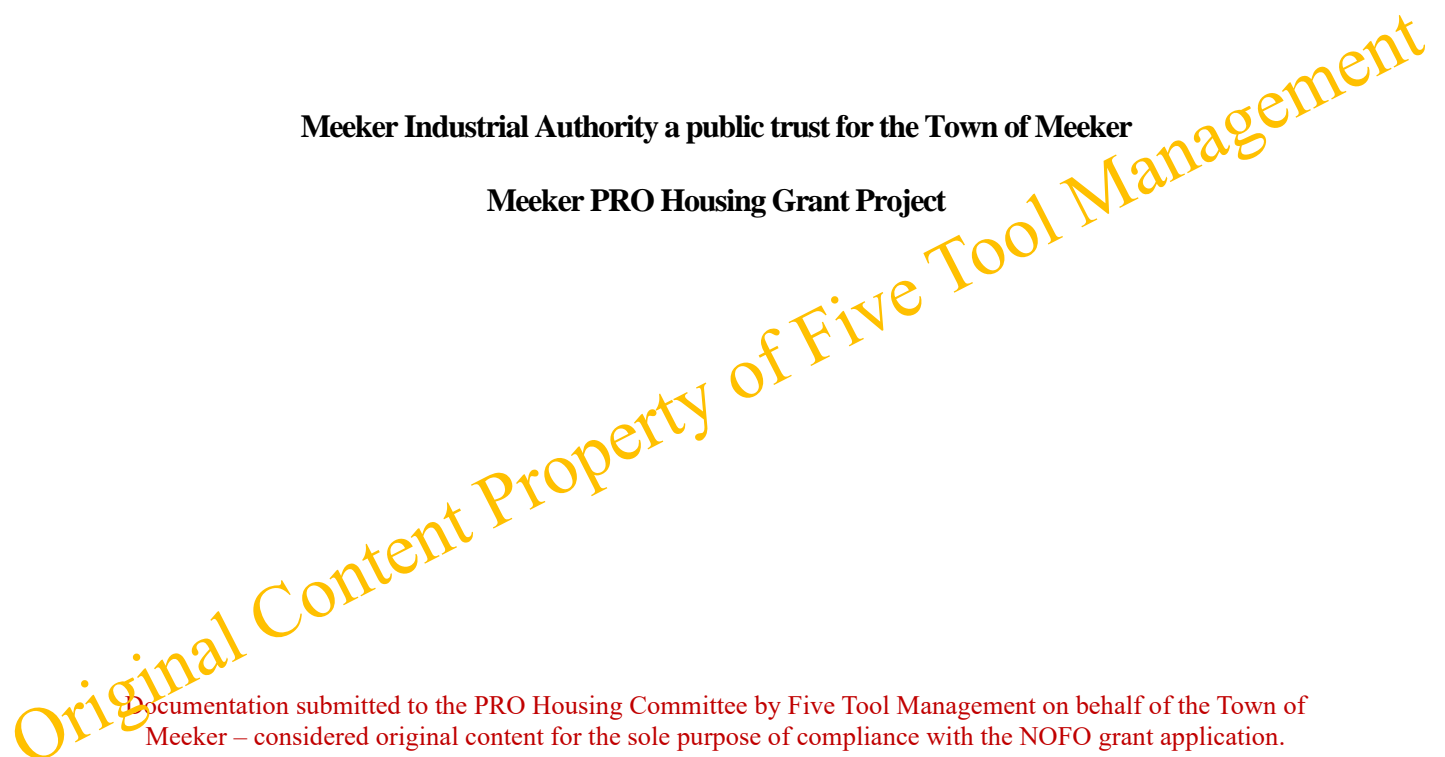 Meeker Industrial Authority a public trust for the Town of Meeker
Meeker PRO Housing Grant Project
Original Content Property of Five Tool Management
Documentation submitted to the PRO Housing Committee by Five Tool Management on behalf of the Town of
Meeker – considered original content for the sole purpose of compliance with the NOFO grant application.